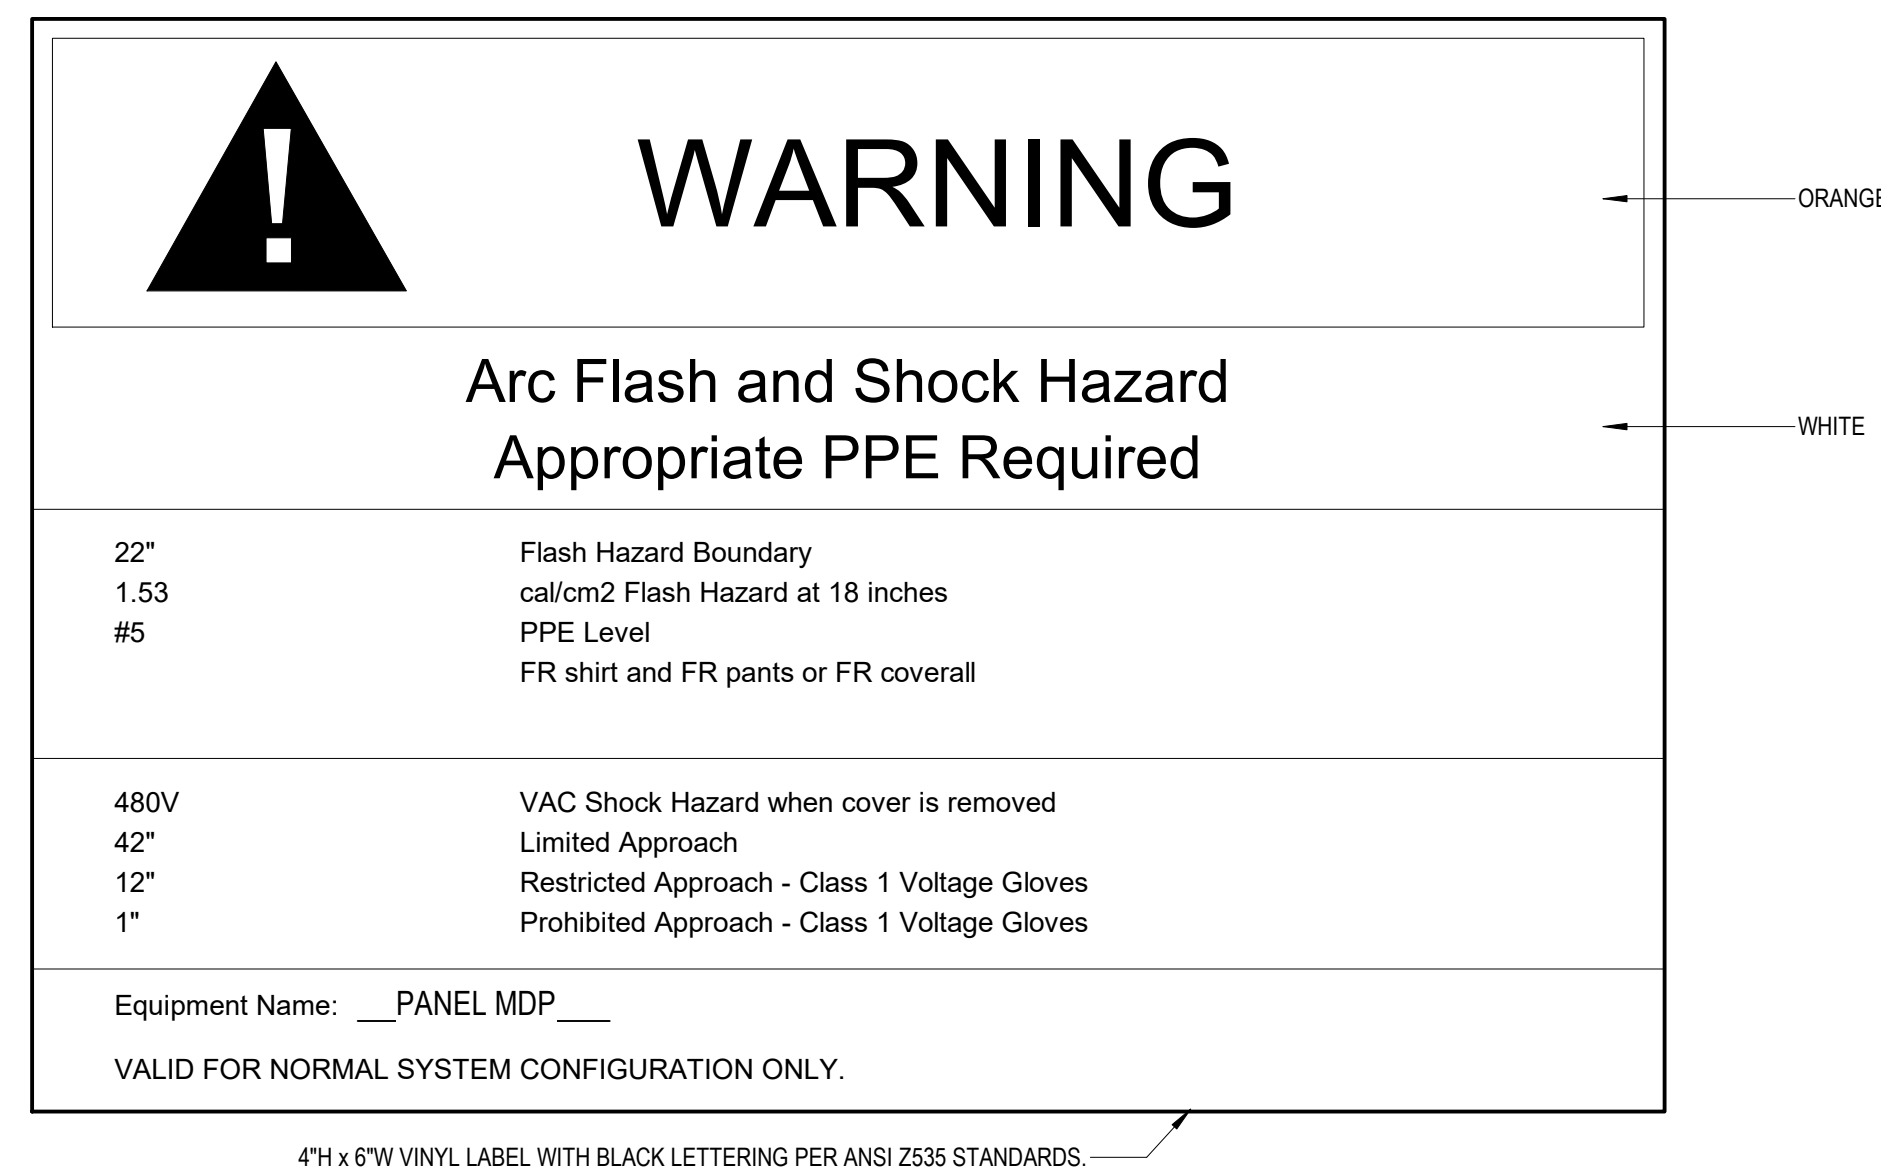 !
WARNING
ORANGE
Arc Flash and Shock Hazard
WHITE
Appropriate PPE Required
22" Flash Hazard Boundary
1.53 cal/cm2 Flash Hazard at 18 inches
#5 PPE Level
FR shirt and FR pants or FR coverall
480V VAC Shock Hazard when cover is removed
42" Limited Approach
12" Restricted Approach - Class 1 Voltage Gloves
1" Prohibited Approach - Class 1 Voltage Gloves
Equipment Name: __PANEL MDP___
VALID FOR NORMAL SYSTEM CONFIGURATION ONLY.
4"H x 6"W VINYL LABEL WITH BLACK LETTERING PER ANSI Z535 STANDARDS.